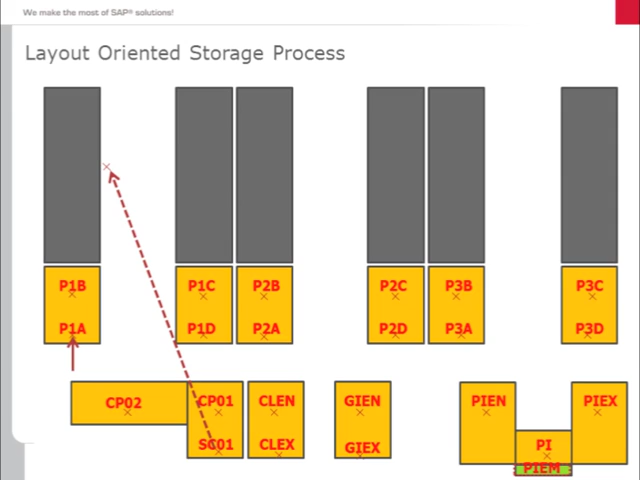 We make the most of SAP® solutions!
Layout Oriented Storage Process
P1B P1C P2B P2C P3B P3C
P1A P1D P2A P2D P3A P3D
CP02 CP01 CLEN GIEN PIEN PIEX
SC01 CLEX GIEX PI
PIEM